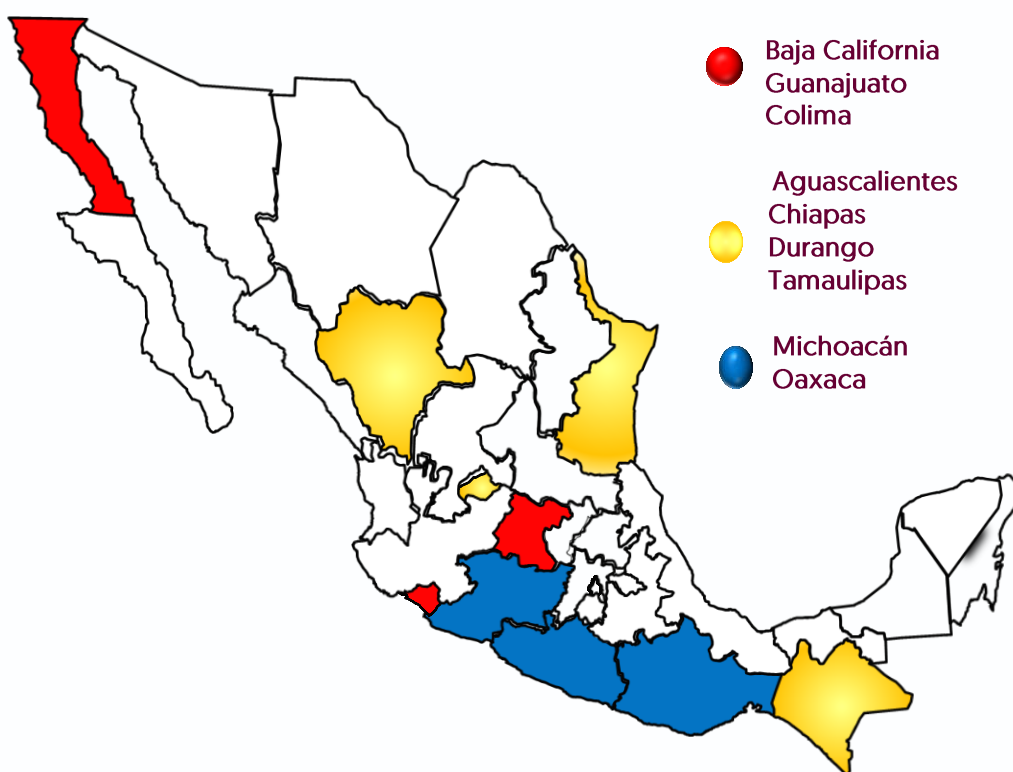 Baja California
Guanajuato
Colima
Aguascalientes
Chiapas
Durango
Tamaulipas
Michoacán
Oaxaca